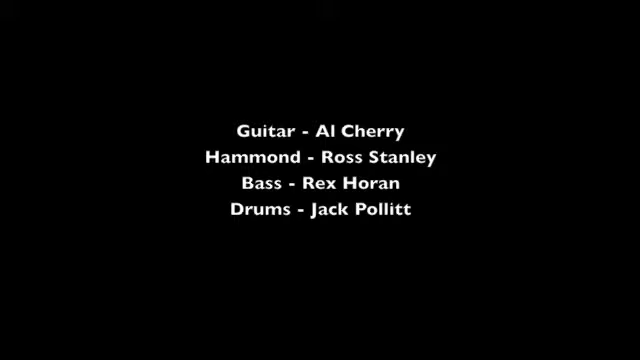 Guitar - Al Cherry
Hammond - Ross Stanley
Bass - Rex Horan
Drums - Jack Pollitt